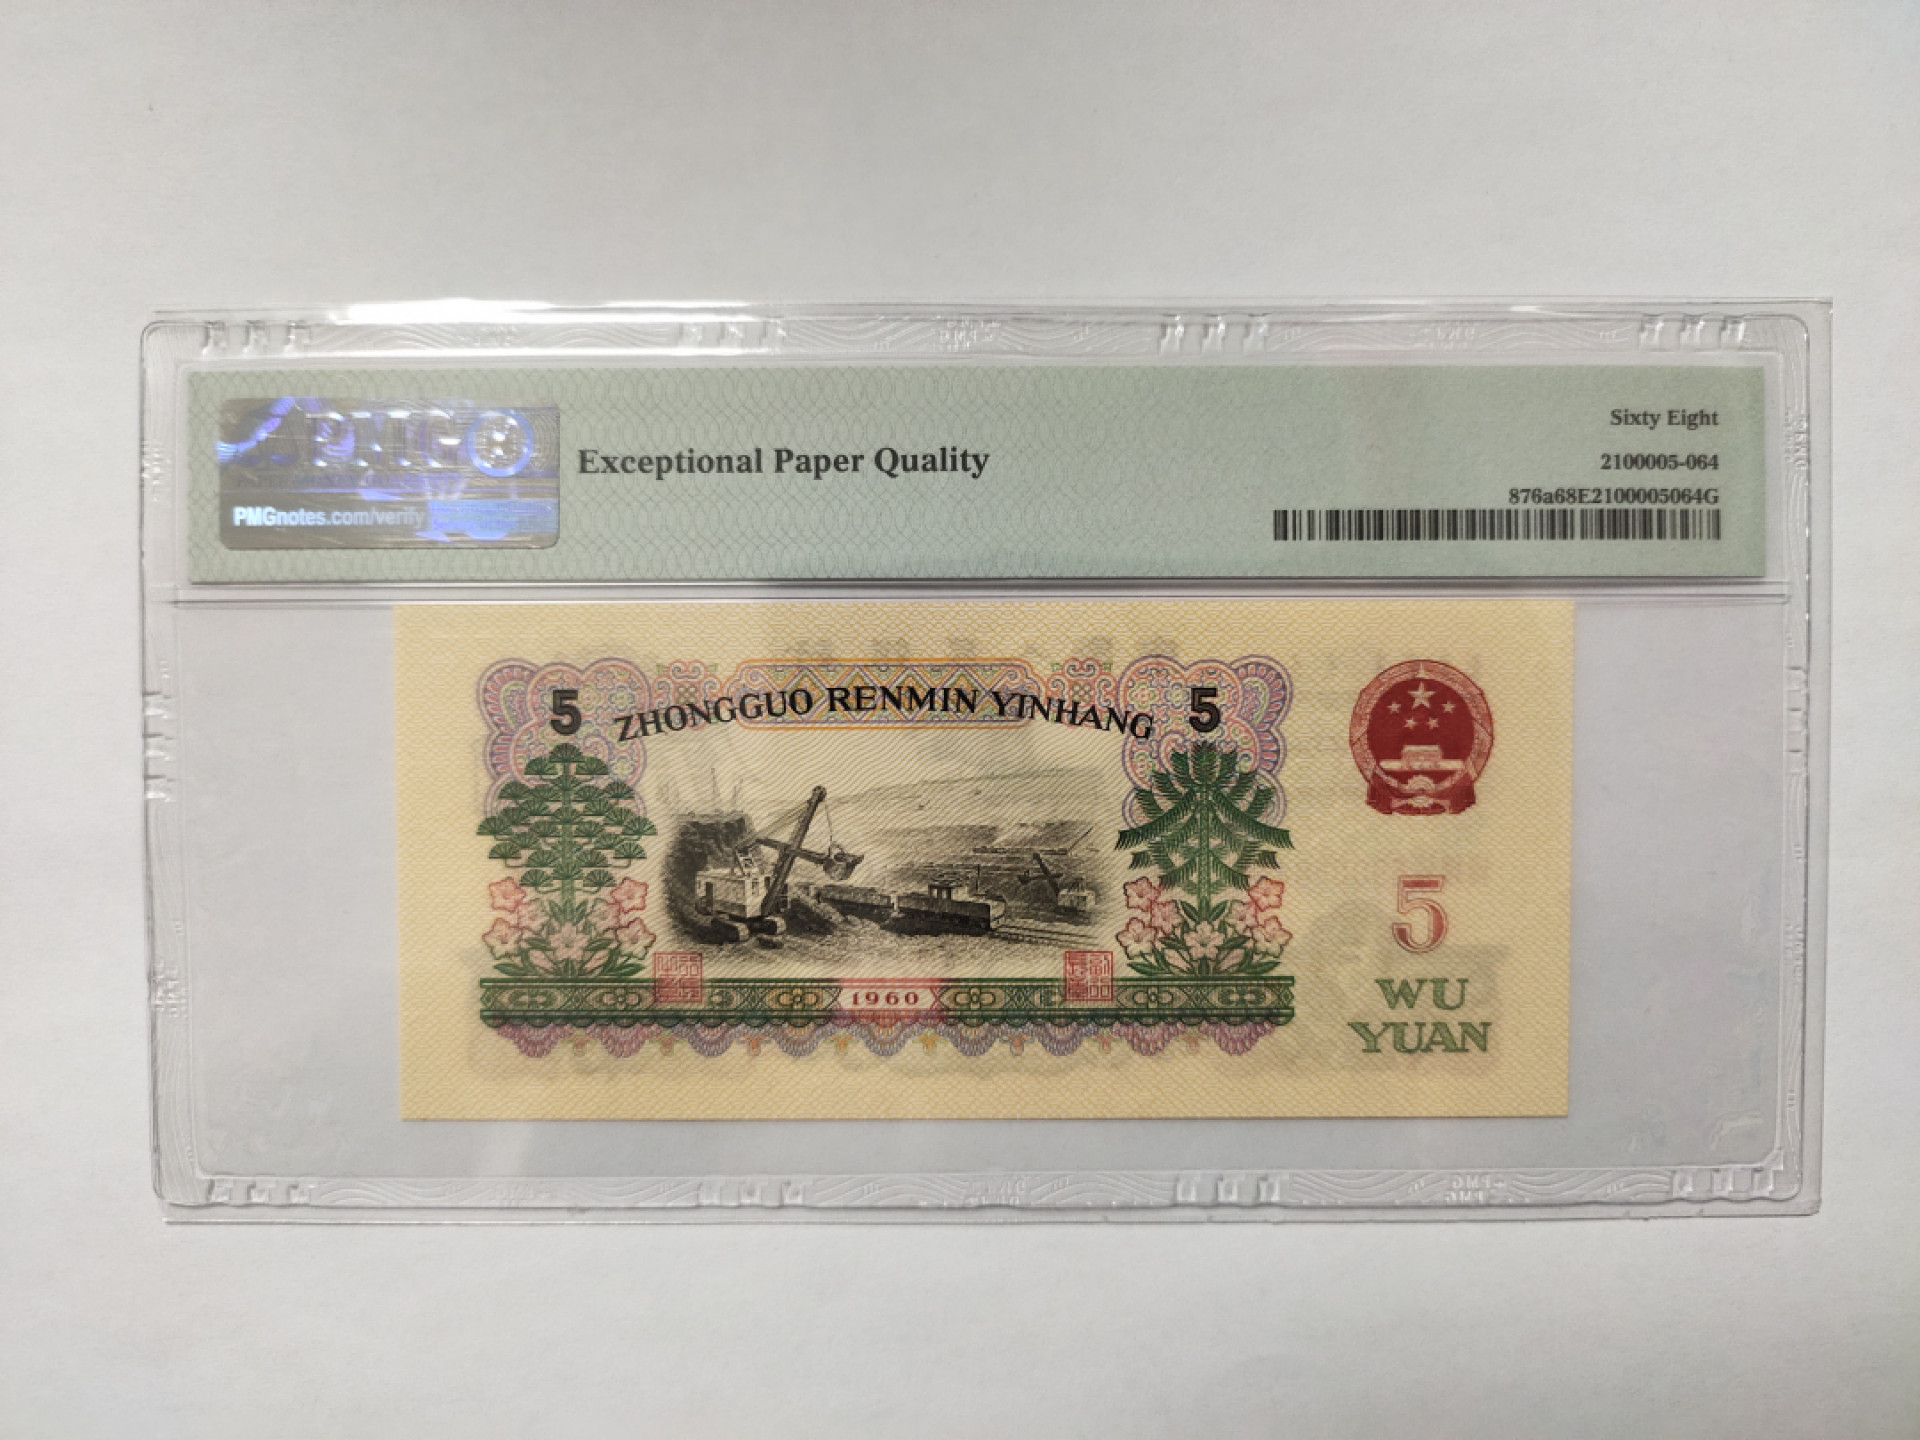 PMG
PMGnotes.com/verify
Exceptional Paper Quality
Sixty Eight
2100005-064
876a68E2100005064G
5 ZHONGGUO RENMIN YINHANG 5
5
WU
YUAN
1960